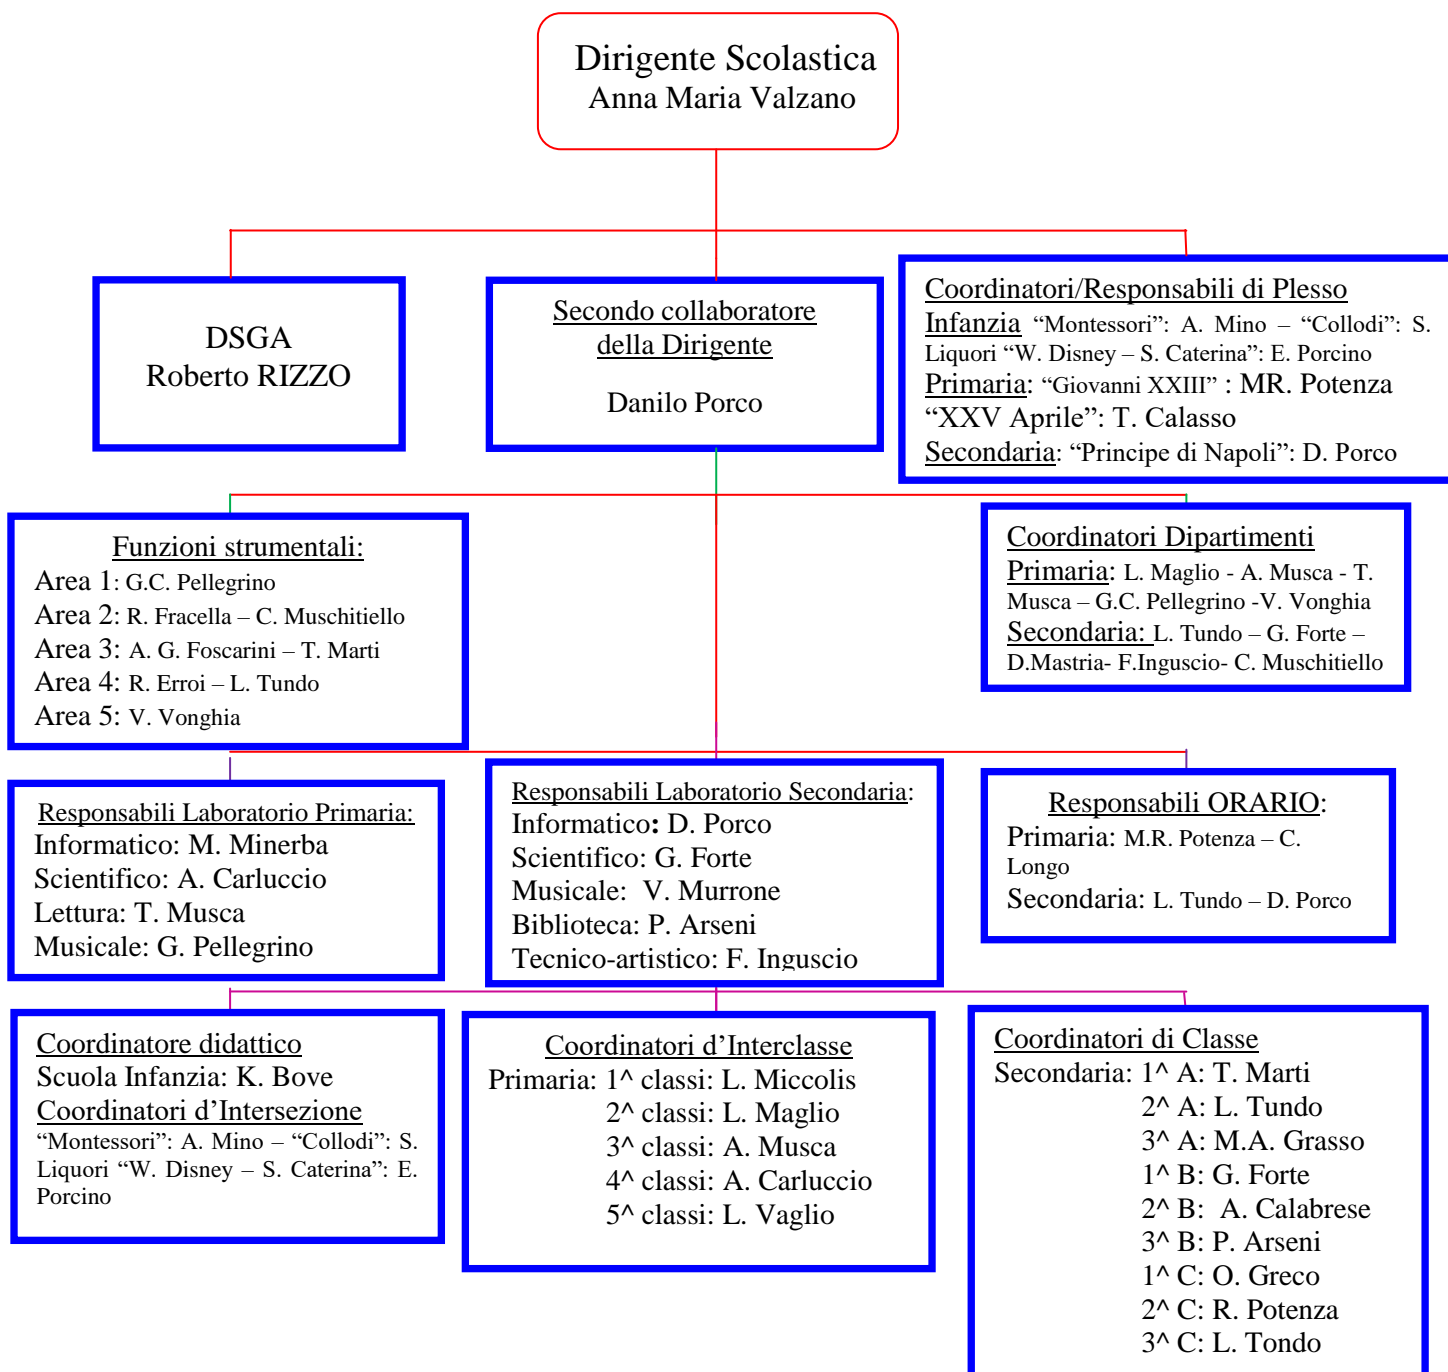 Dirigente Scolastica
Anna Maria Valzano
DSGA
Roberto RIZZO
Secondo collaboratore
della Dirigente
Danilo Porco
Coordinatori/Responsabili di Plesso
Infanzia “Montessori”: A. Mino – “Collodi”: S.
Liquori “W. Disney – S. Caterina”: E. Porcino
Primaria: “Giovanni XXIII” : MR. Potenza
“XXV Aprile”: T. Calasso
Secondaria: “Principe di Napoli”: D. Porco
Funzioni strumentali:
Area 1: G.C. Pellegrino
Area 2: R. Fracella – C. Muschitiello
Area 3: A. G. Foscarini – T. Marti
Area 4: R. Erroi – L. Tundo
Area 5: V. Vonghia
Coordinatori Dipartimenti
Primaria: L. Maglio - A. Musca - T.
Musca – G.C. Pellegrino -V. Vonghia
Secondaria: L. Tundo – G. Forte –
D.Mastria- F.Inguscio- C. Muschitiello
Responsabili Laboratorio Primaria:
Informatico: M. Minerba
Scientifico: A. Carluccio
Lettura: T. Musca
Musicale: G. Pellegrino
Responsabili Laboratorio Secondaria:
Informatico: D. Porco
Scientifico: G. Forte
Musicale: V. Murrone
Biblioteca: P. Arseni
Tecnico-artistico: F. Inguscio
Responsabili ORARIO:
Primaria: M.R. Potenza – C.
Longo
Secondaria: L. Tundo – D. Porco
Coordinatore didattico
Scuola Infanzia: K. Bove
Coordinatori d’Intersezione
“Montessori”: A. Mino – “Collodi”: S.
Liquori “W. Disney – S. Caterina”: E.
Porcino
Coordinatori d’Interclasse
Primaria: 1^ classi: L. Miccolis
2^ classi: L. Maglio
3^ classi: A. Musca
4^ classi: A. Carluccio
5^ classi: L. Vaglio
Coordinatori di Classe
Secondaria: 1^ A: T. Marti
2^ A: L. Tundo
3^ A: M.A. Grasso
1^ B: G. Forte
2^ B: A. Calabrese
3^ B: P. Arseni
1^ C: O. Greco
2^ C: R. Potenza
3^ C: L. Tondo